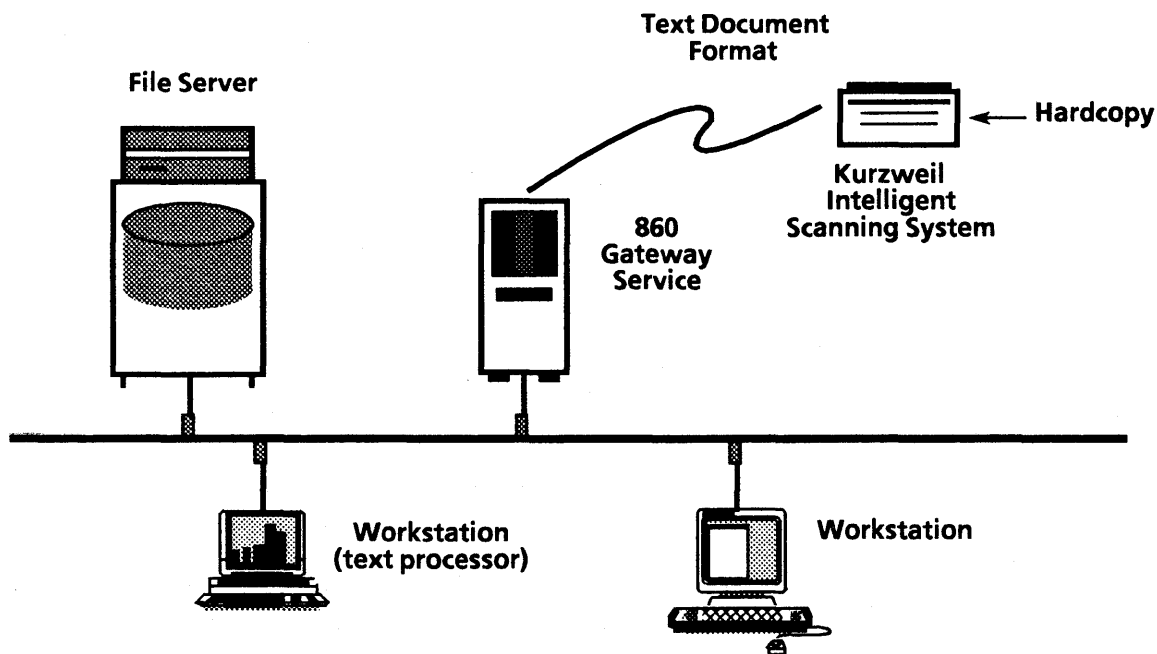 Text Document
Format
File Server
Hardcopy
Kurzweil
Intelligent
Scanning System
860
Gateway
Service
Workstation
(text processor)
Workstation